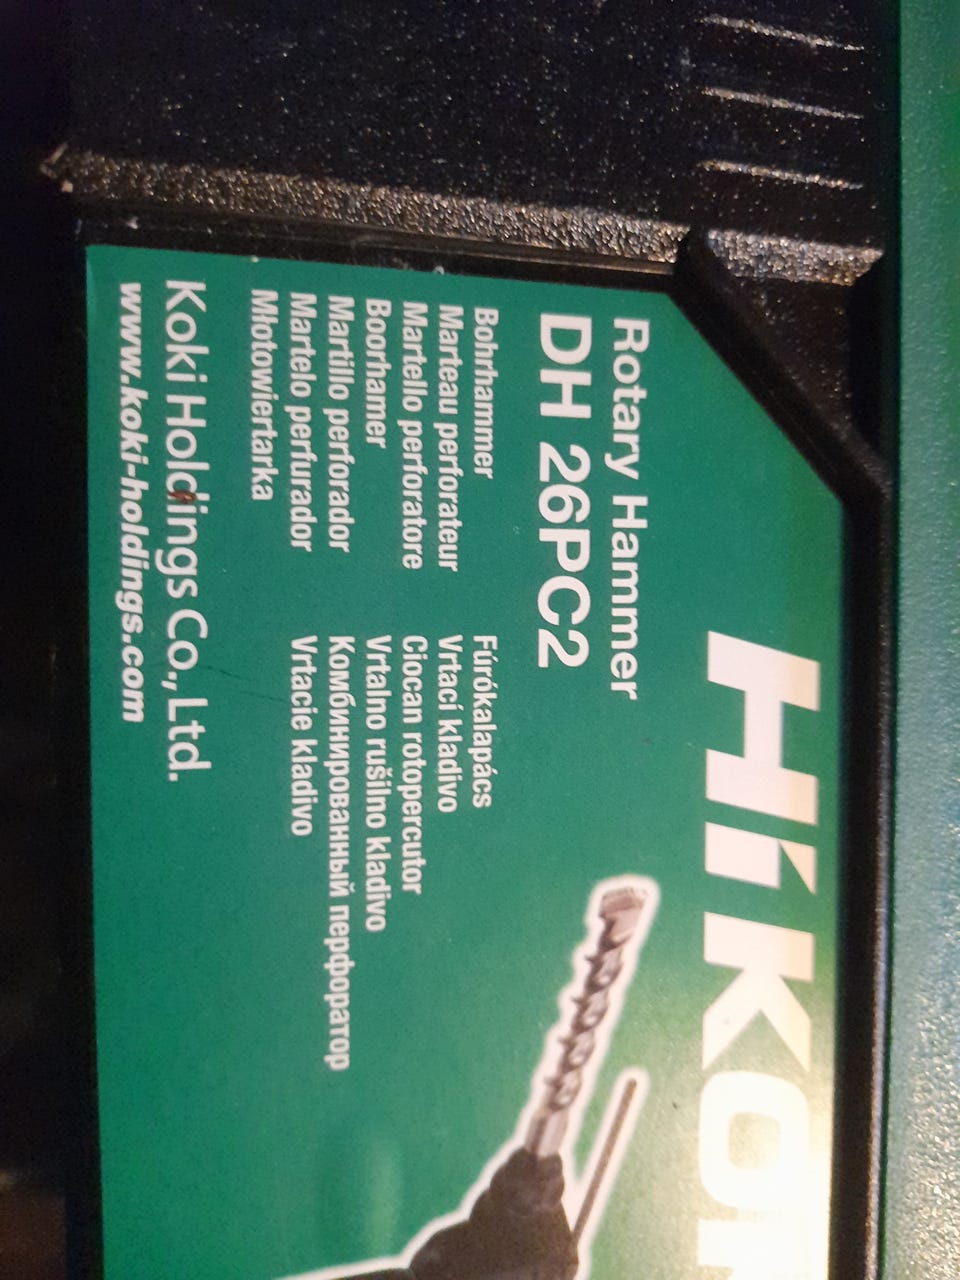 HiKO
Rotary Hammer
DH 26PC2
Bohrhammer
Marteau perforateur
Martello perforatore
Boorhamer
Martillo perforador
Martelo perfurador
Młotowiertarka
Fúrókalapács
Vrtací kladivo
Ciocan rotopercutor
Vrtalno rušilno kladivo
Комбинированный перфоратор
Vrtacie kladivo
Koki Holdings Co., Ltd.
www.koki-holdings.com